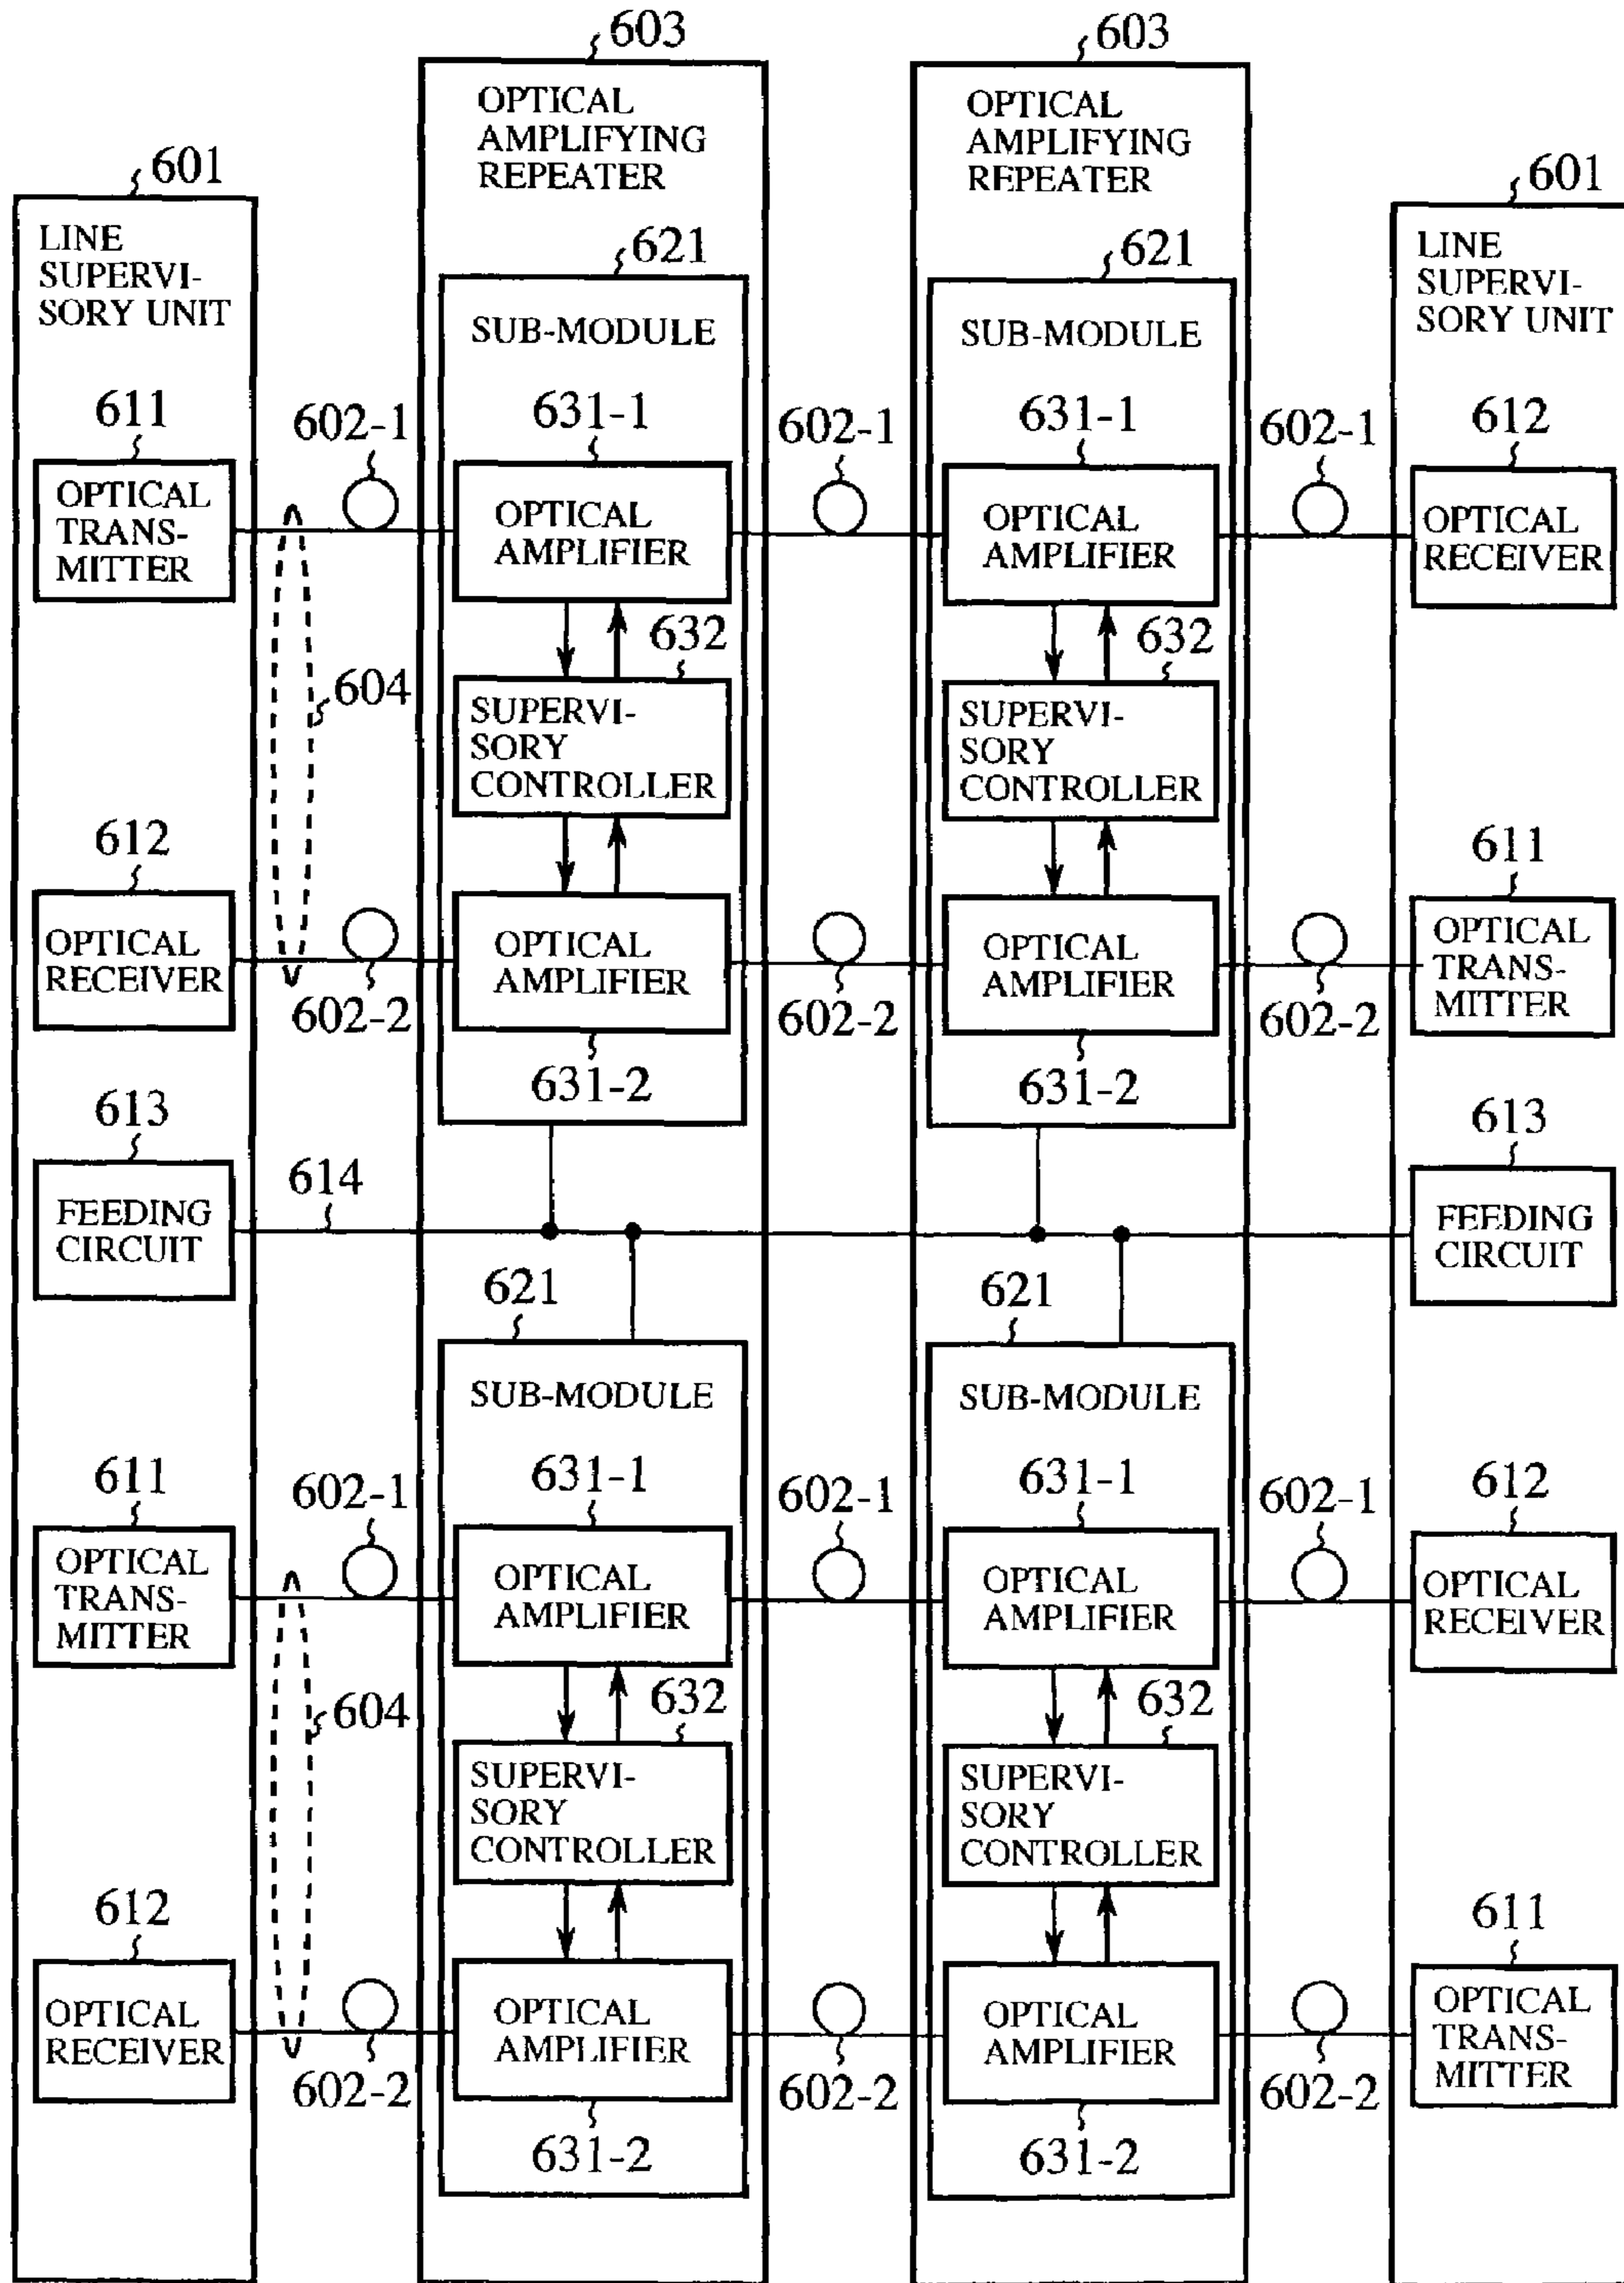 603
603
OPTICAL
AMPLIFYING
REPEATER
OPTICAL
AMPLIFYING
REPEATER
601
601
LINE
SUPERVI-
SORY UNIT
LINE
SUPERVI-
SORY UNIT
621
621
SUB-MODULE
SUB-MODULE
611
602-1
631-1
602-1
631-1
602-1
612
OPTICAL
TRANS-
MITTER
OPTICAL
AMPLIFIER
OPTICAL
AMPLIFIER
OPTICAL
RECEIVER
632
632
604
SUPERVI-
SORY
CONTROLLER
SUPERVI-
SORY
CONTROLLER
612
611
OPTICAL
RECEIVER
OPTICAL
AMPLIFIER
OPTICAL
AMPLIFIER
OPTICAL
TRANS-
MITTER
602-2
602-2
602-2
631-2
631-2
613
613
614
FEEDING
CIRCUIT
FEEDING
CIRCUIT
621
621
SUB-MODULE
SUB-MODULE
611
602-1
631-1
602-1
631-1
602-1
612
OPTICAL
TRANS-
MITTER
OPTICAL
AMPLIFIER
OPTICAL
AMPLIFIER
OPTICAL
RECEIVER
632
632
604
SUPERVI-
SORY
CONTROLLER
SUPERVI-
SORY
CONTROLLER
612
611
OPTICAL
RECEIVER
OPTICAL
AMPLIFIER
OPTICAL
AMPLIFIER
OPTICAL
TRANS-
MITTER
602-2
602-2
602-2
631-2
631-2